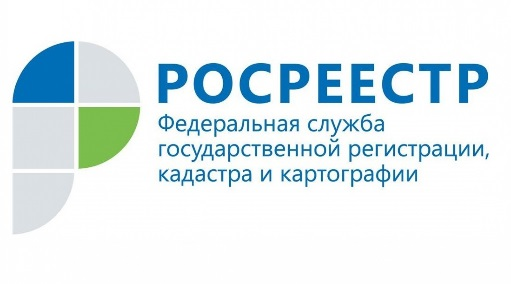 РОСРЕЕСТР
Федеральная служба
государственной регистрации,
кадастра и картографии